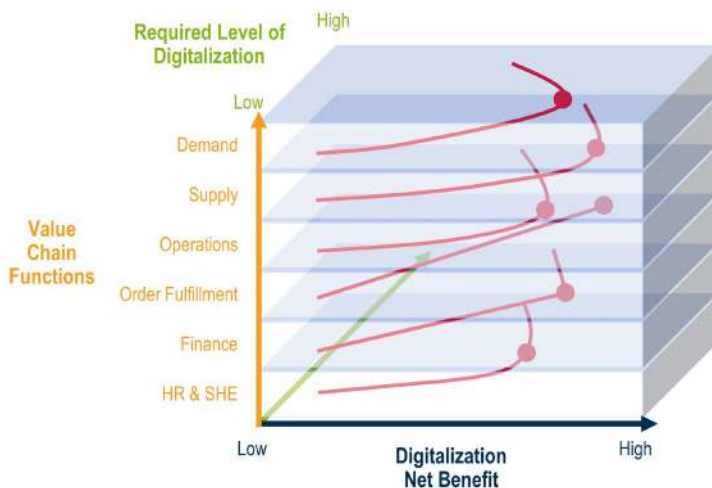 High
Required Level of
Digitalization
Low
Demand
Supply
Value
Chain
Functions
Operations
Order Fulfillment
Finance
HR & SHE
Low
Digitalization
Net Benefit
High